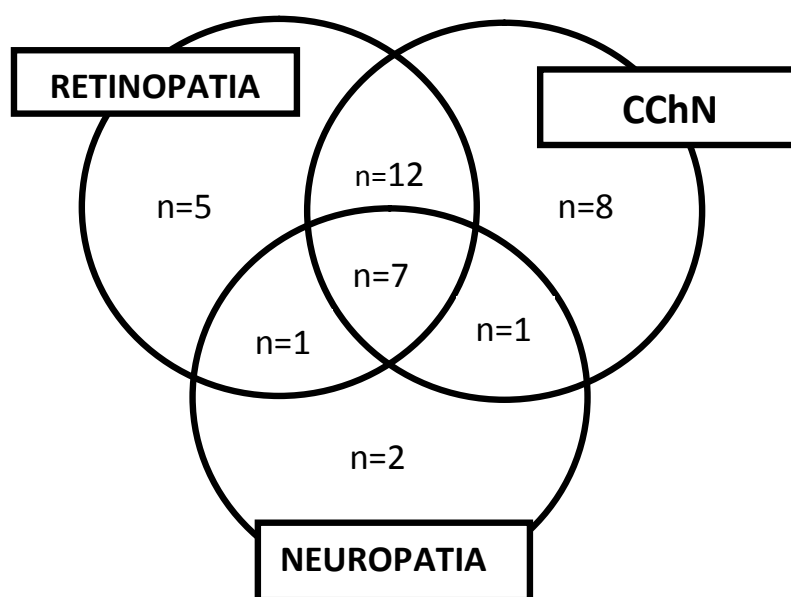 RETINOPATIA
CChN
n=12
n=5
n=8
n=7
n=1
n=1
n=2
NEUROPATIA